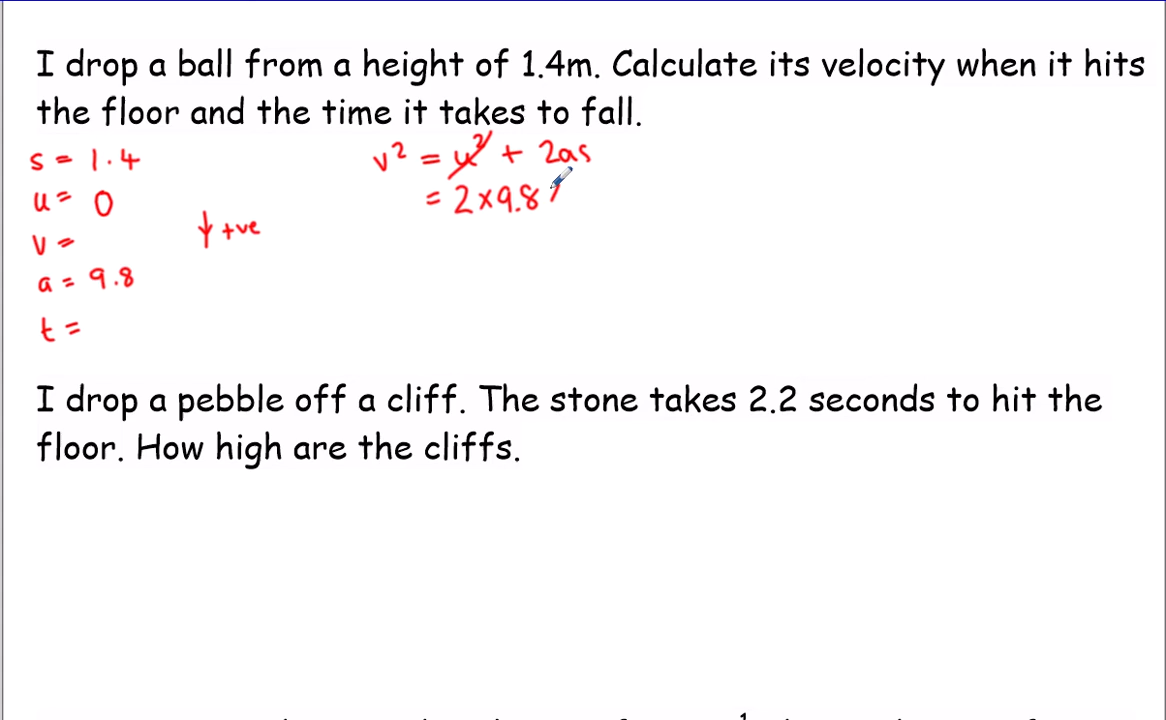 I drop a ball from a height of 1.4m. Calculate its velocity when it hits
the floor and the time it takes to fall.
s = 1.4
u = 0
v =
a = 9.8
t =
↓ +ve
v² = u² + 2as
= 2×9.8
I drop a pebble off a cliff. The stone takes 2.2 seconds to hit the
floor. How high are the cliffs.